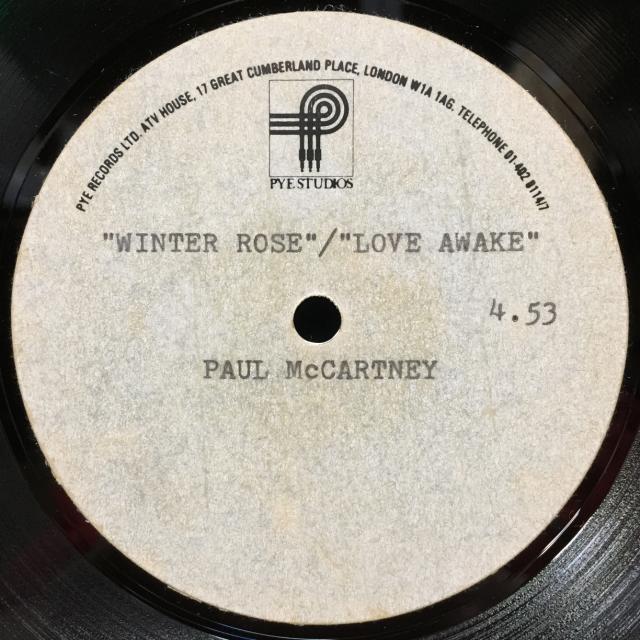 PYE RECORDS LTD. ATV HOUSE, 17 GREAT CUMBERLAND PLACE, LONDON W1A 1AG. TELEPHONE 01-402 8114/7
PYE STUDIOS
"WINTER ROSE"/"LOVE AWAKE"
4.53
PAUL McCARTNEY